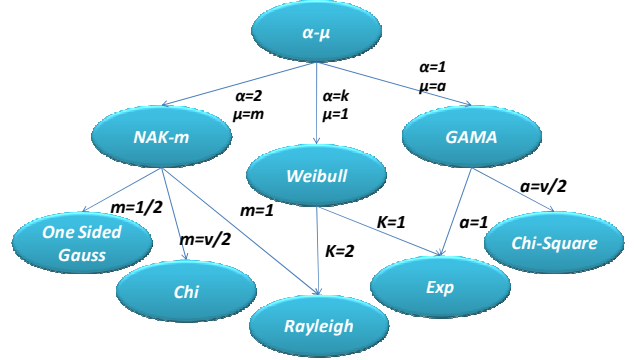 α-μ
α=2
μ=m
α=k
μ=1
α=1
μ=a
NAK-m
Weibull
GAMA
m=1/2
m=v/2
m=1
K=2
K=1
a=1
a=v/2
One Sided
Gauss
Chi
Rayleigh
Exp
Chi-Square